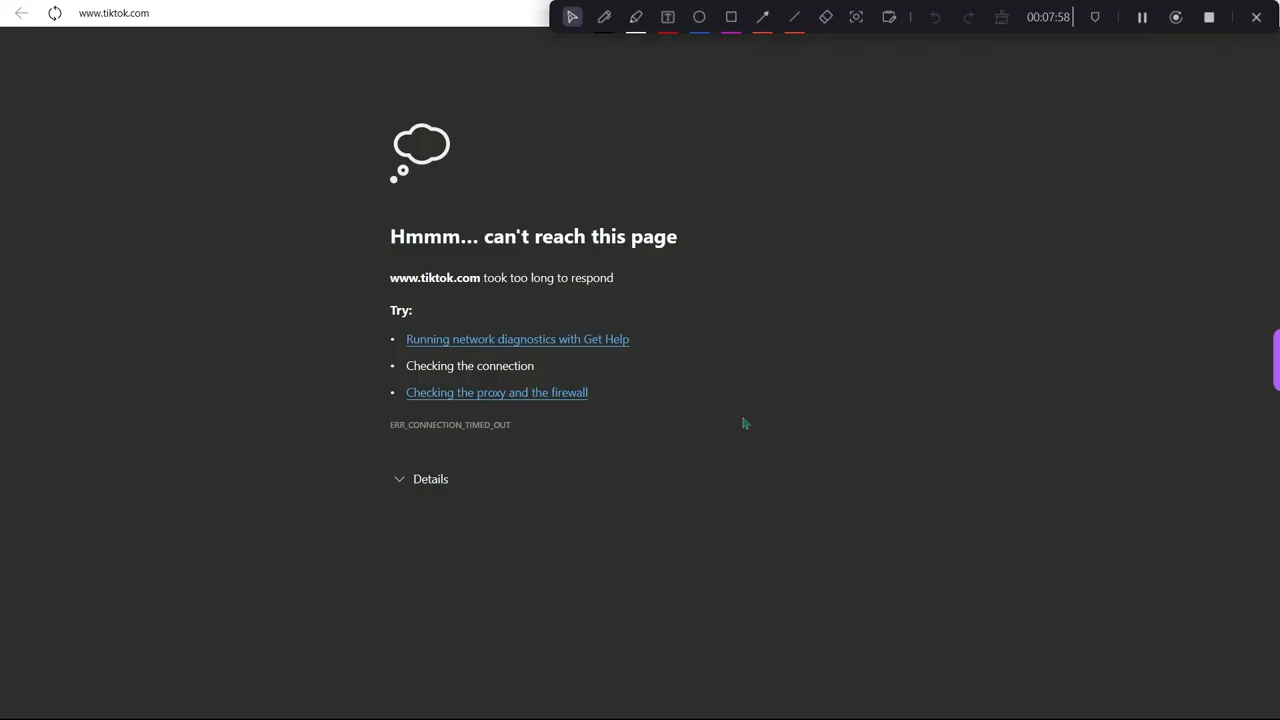 www.tiktok.com
00:07:58
Hmmm... can't reach this page
www.tiktok.com took too long to respond
Try:
• Running network diagnostics with Get Help
• Checking the connection
• Checking the proxy and the firewall
ERR_CONNECTION_TIMED_OUT
Details